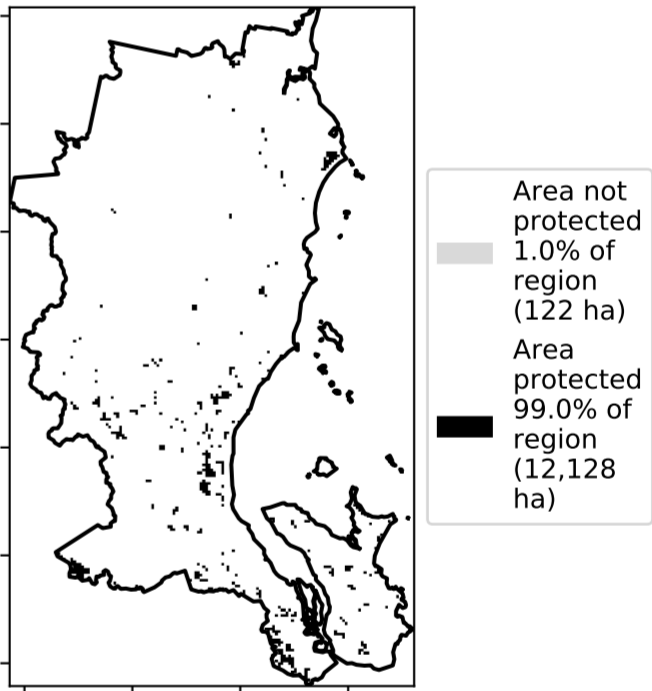 Area not
protected
1.0% of
region
(122 ha)
Area
protected
99.0% of
region
(12,128
ha)